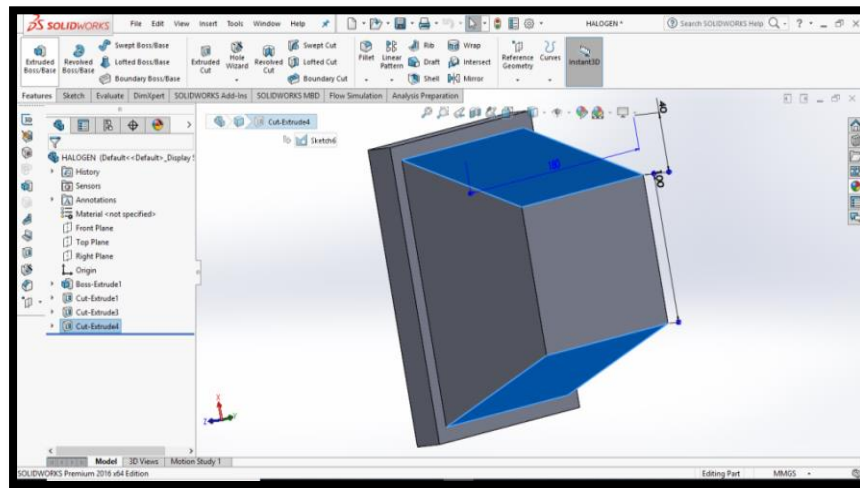 SOLIDWORKS File Edit View Insert Tools Window Help HALOGEN * Search SOLIDWORKS Help
Extruded Boss/Base
Revolved Boss/Base
Swept Boss/Base
Lofted Boss/Base
Boundary Boss/Base
Extruded Cut
Hole Wizard
Revolved Cut
Swept Cut
Lofted Cut
Boundary Cut
Fillet
Linear Pattern
Rib
Draft
Shell
Wrap
Intersect
Mirror
Reference Geometry
Curves
Instant3D
Features Sketch Evaluate DimXpert SOLIDWORKS Add-Ins SOLIDWORKS MBD Flow Simulation Analysis Preparation
Cut-Extrude4
Sketch6
HALOGEN (Default<<Default>_Display
History
Sensors
Annotations
Material <not specified>
Front Plane
Top Plane
Right Plane
Origin
Boss-Extrude1
Cut-Extrude1
Cut-Extrude3
Cut-Extrude4
40
100
X
Z
Y
Model 3D Views Motion Study 1
SOLIDWORKS Premium 2016 x64 Edition Editing Part MMGS